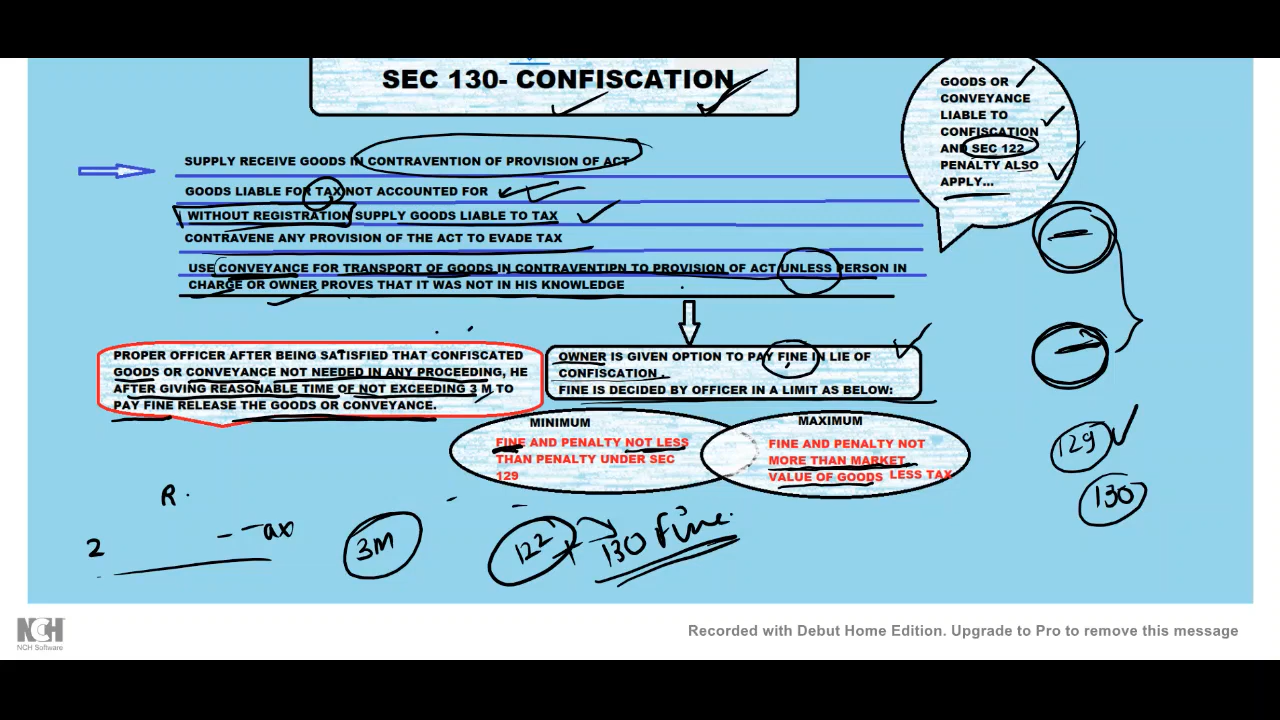 SEC 130- CONFISCATION
GOODS OR
CONVEYANCE
LIABLE TO
CONFISCATION
AND SEC 122
PENALTY ALSO
APPLY...
SUPPLY RECEIVE GOODS IN CONTRAVENTION OF PROVISION OF ACT
GOODS LIABLE FOR TAX NOT ACCOUNTED FOR
WITHOUT REGISTRATION SUPPLY GOODS LIABLE TO TAX
CONTRAVENE ANY PROVISION OF THE ACT TO EVADE TAX
USE CONVEYANCE FOR TRANSPORT OF GOODS IN CONTRAVENTIPN TO PROVISION OF ACT UNLESS PERSON IN
CHARGE OR OWNER PROVES THAT IT WAS NOT IN HIS KNOWLEDGE
PROPER OFFICER AFTER BEING SATISFIED THAT CONFISCATED
GOODS OR CONVEYANCE NOT NEEDED IN ANY PROCEEDING, HE
AFTER GIVING REASONABLE TIME OF NOT EXCEEDING 3 M TO
PAY FINE RELEASE THE GOODS OR CONVEYANCE.
OWNER IS GIVEN OPTION TO PAY FINE IN LIE OF
CONFISCATION .
FINE IS DECIDED BY OFFICER IN A LIMIT AS BELOW:
MINIMUM
FINE AND PENALTY NOT LESS
THAN PENALTY UNDER SEC
129
MAXIMUM
FINE AND PENALTY NOT
MORE THAN MARKET
VALUE OF GOODS LESS TAX
129
130
R
2
Tax
3M
122 + 130 Fine.
NCH
NCH Software
Recorded with Debut Home Edition. Upgrade to Pro to remove this message